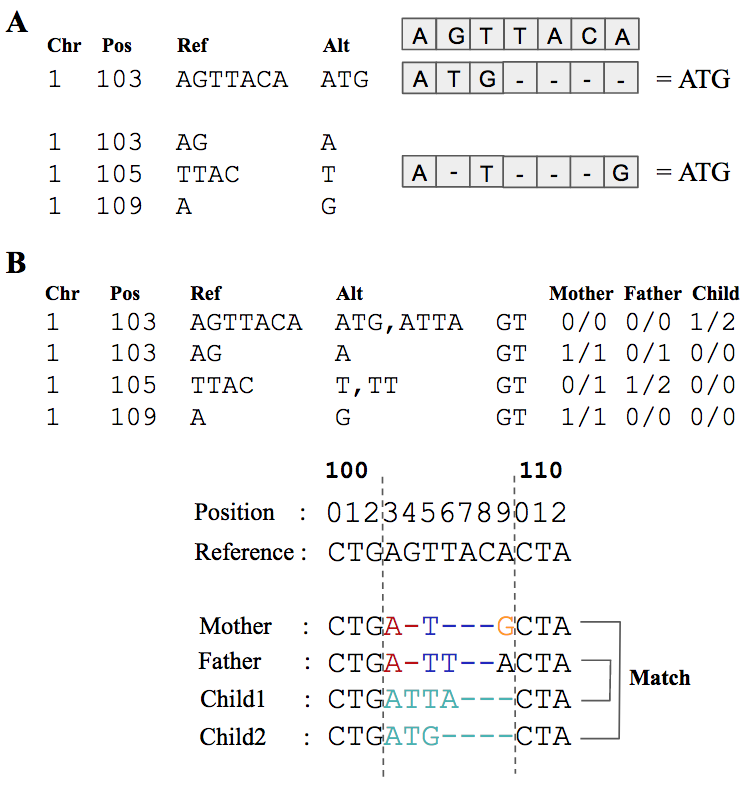 A
Chr Pos Ref Alt
A G T T A C A
1 103 AGTTACA ATG
A T G - - - - = ATG
1 103 AG A
1 105 TTAC T
A - T - - - G = ATG
1 109 A G
B
Chr Pos Ref Alt Mother Father Child
1 103 AGTTACA ATG,ATTA GT 0/0 0/0 1/2
1 103 AG A GT 1/1 0/1 0/0
1 105 TTAC T,TT GT 0/1 1/2 0/0
1 109 A G GT 1/1 0/0 0/0
100 110
Position : 0123456789012
Reference : CTGAGTTACACTA
Mother : CTGA-T---GCTA
Father : CTGA-TT--ACTA
Match
Child1 : CTGATTA---CTA
Child2 : CTGATG----CTA